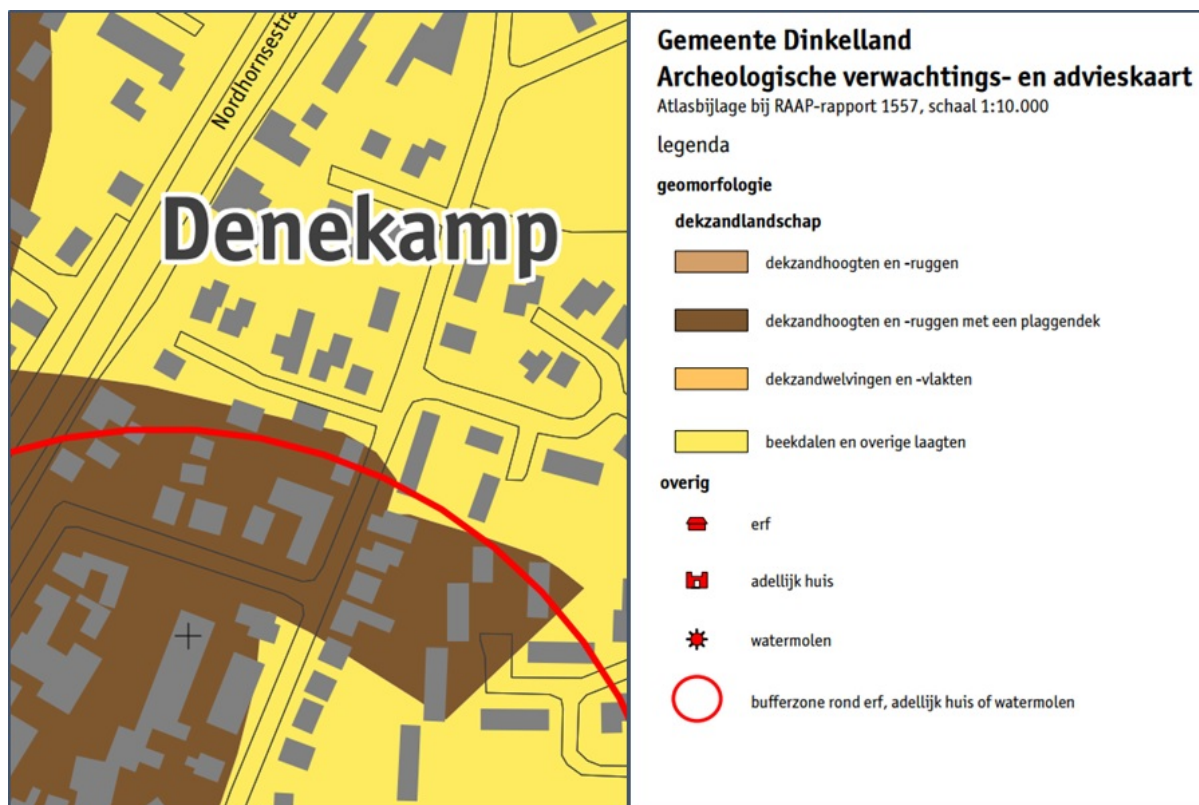 Nordhornsestra
Denekamp
Gemeente Dinkelland
Archeologische verwachtings- en advieskaart
Atlasbijlage bij RAAP-rapport 1557, schaal 1:10.000
legenda
geomorfologie
dekzandlandschap
dekzandhoogten en -ruggen
dekzandhoogten en -ruggen met een plaggendek
dekzandwelvingen en -vlakten
beekdalen en overige laagten
overig
erf
adellijk huis
watermolen
bufferzone rond erf, adellijk huis of watermolen